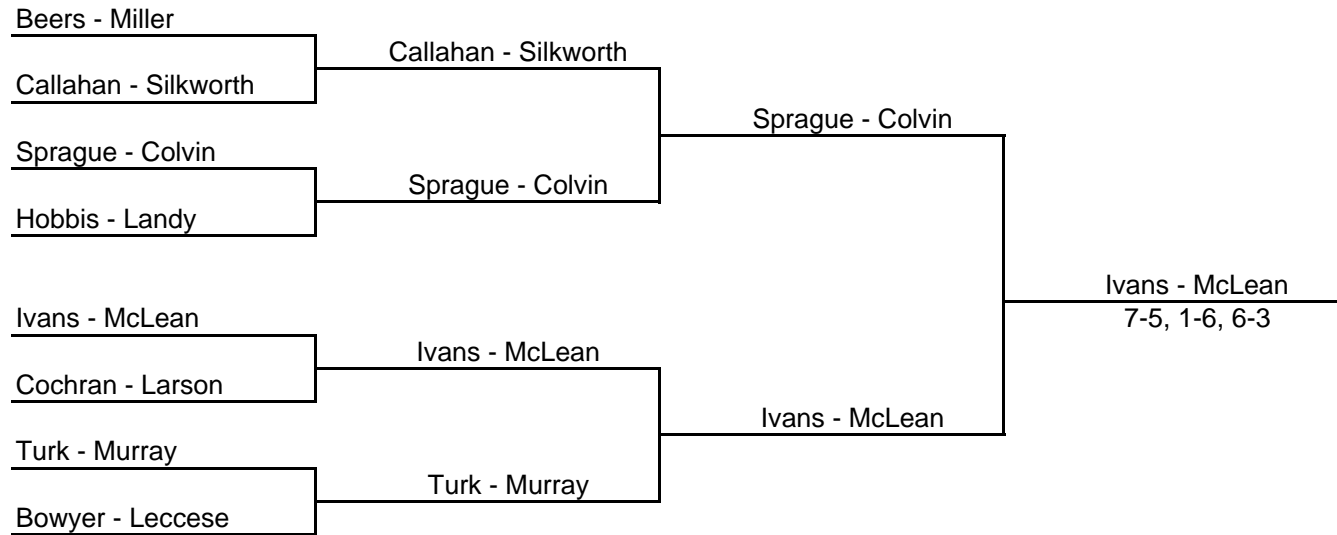 Beers - Miller
Callahan - Silkworth
Callahan - Silkworth
Sprague - Colvin
Sprague - Colvin
Sprague - Colvin
Hobbis - Landy
Ivans - McLean
7-5, 1-6, 6-3
Ivans - McLean
Ivans - McLean
Cochran - Larson
Ivans - McLean
Turk - Murray
Turk - Murray
Bowyer - Leccese